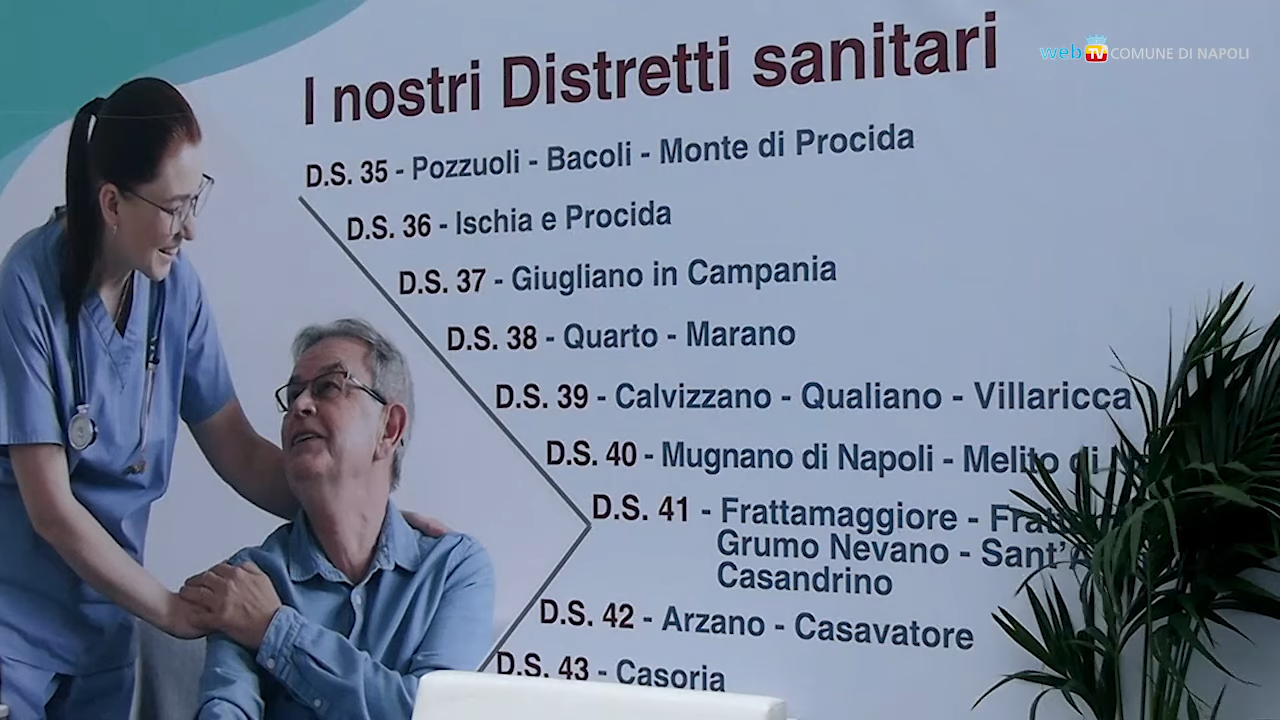 web TV COMUNE DI NAPOLI
I nostri Distretti sanitari
D.S. 35 - Pozzuoli - Bacoli - Monte di Procida
D.S. 36 - Ischia e Procida
D.S. 37 - Giugliano in Campania
D.S. 38 - Quarto - Marano
D.S. 39 - Calvizzano - Qualiano - Villaricca
D.S. 40 - Mugnano di Napoli - Melito di
D.S. 41 - Frattamaggiore -
Grumo Nevano -
Casandrino
D.S. 42 - Arzano - Casavatore
D.S. 43 - Casoria